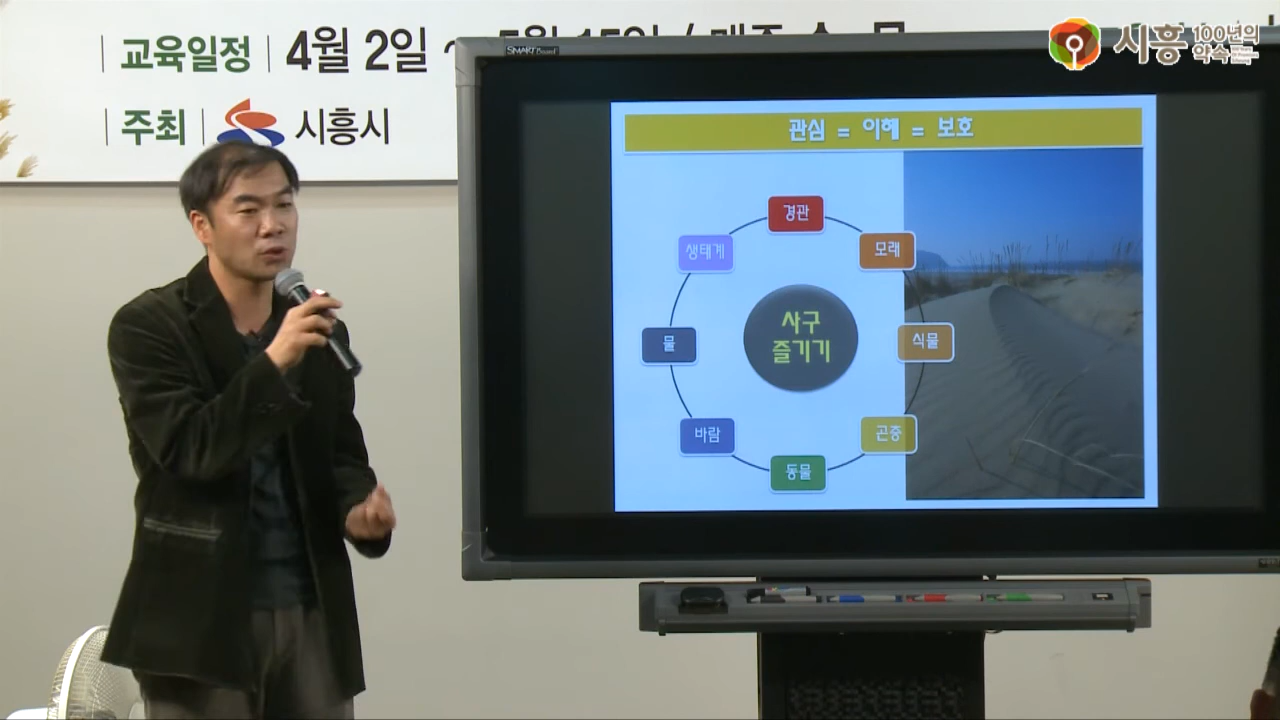 교육일정 4월 2일 ~
주최 시흥시
시흥 100년의
약속
SMART Board
관심 = 이해 = 보호
경관
생태계
모래
사구
즐기기
물
식물
바람
곤충
동물